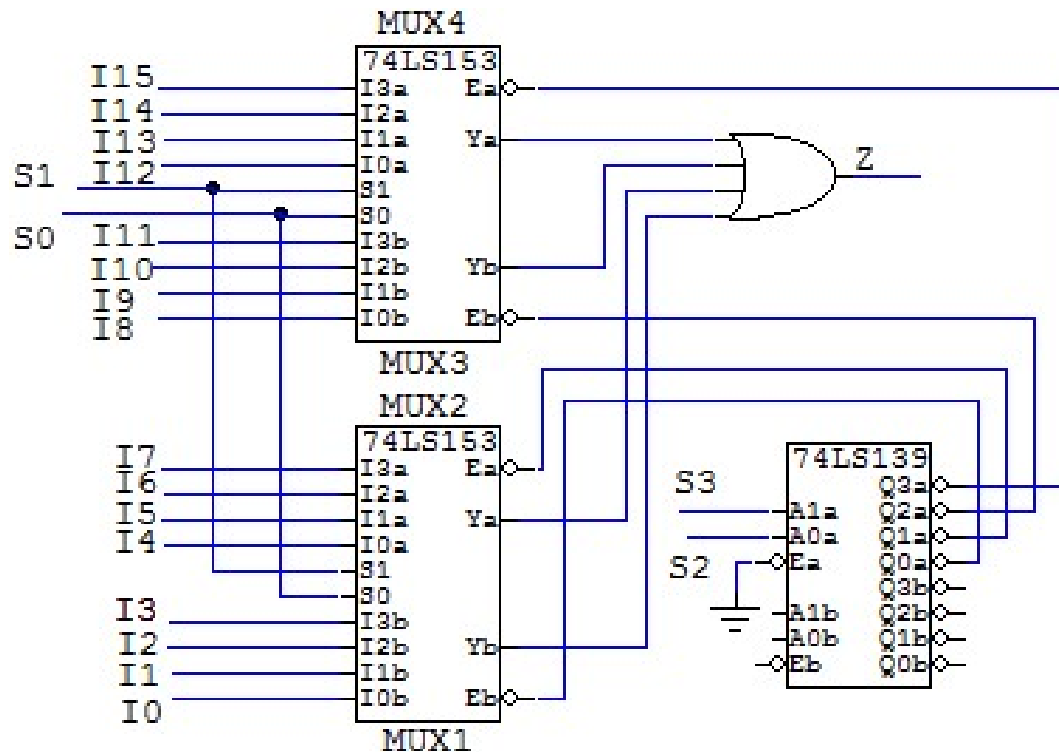 MUX4
74LS153
I15
I14
I13
I12
S1
S0
I11
I10
I9
I8
I3a
I2a
I1a
I0a
S1
S0
I3b
I2b
I1b
I0b
Ea
Ya
Yb
Eb
Z
MUX3
MUX2
74LS153
I7
I6
I5
I4
I3
I2
I1
I0
I3a
I2a
I1a
I0a
S1
S0
I3b
I2b
I1b
I0b
Ea
Ya
Yb
Eb
MUX1
74LS139
S3
S2
A1a
A0a
Ea
A1b
A0b
Eb
Q3a
Q2a
Q1a
Q0a
Q3b
Q2b
Q1b
Q0b